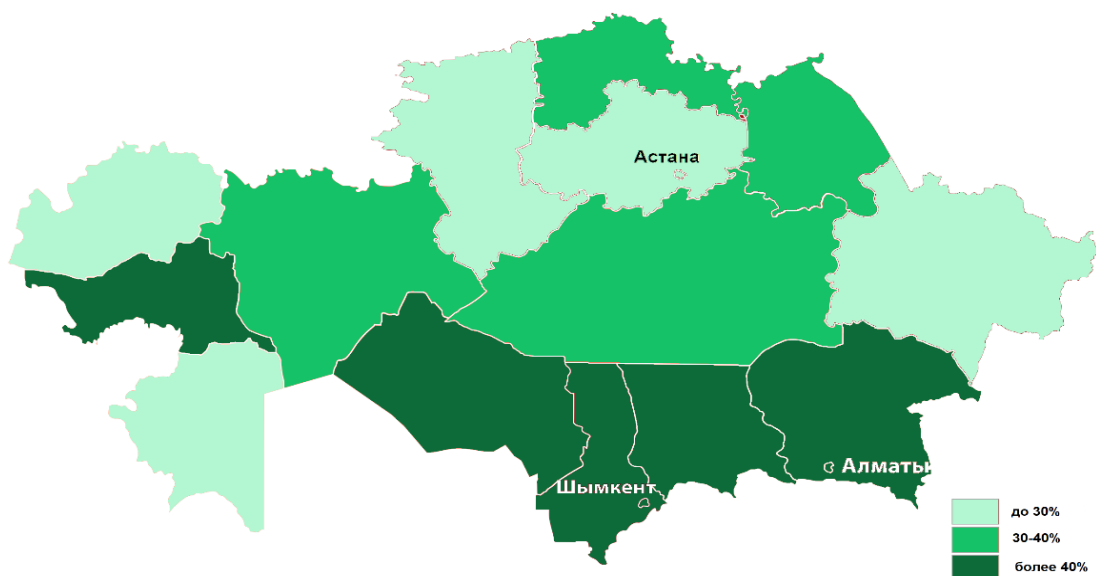 Астана
Алматы
Шымкент
до 30%
30-40%
более 40%